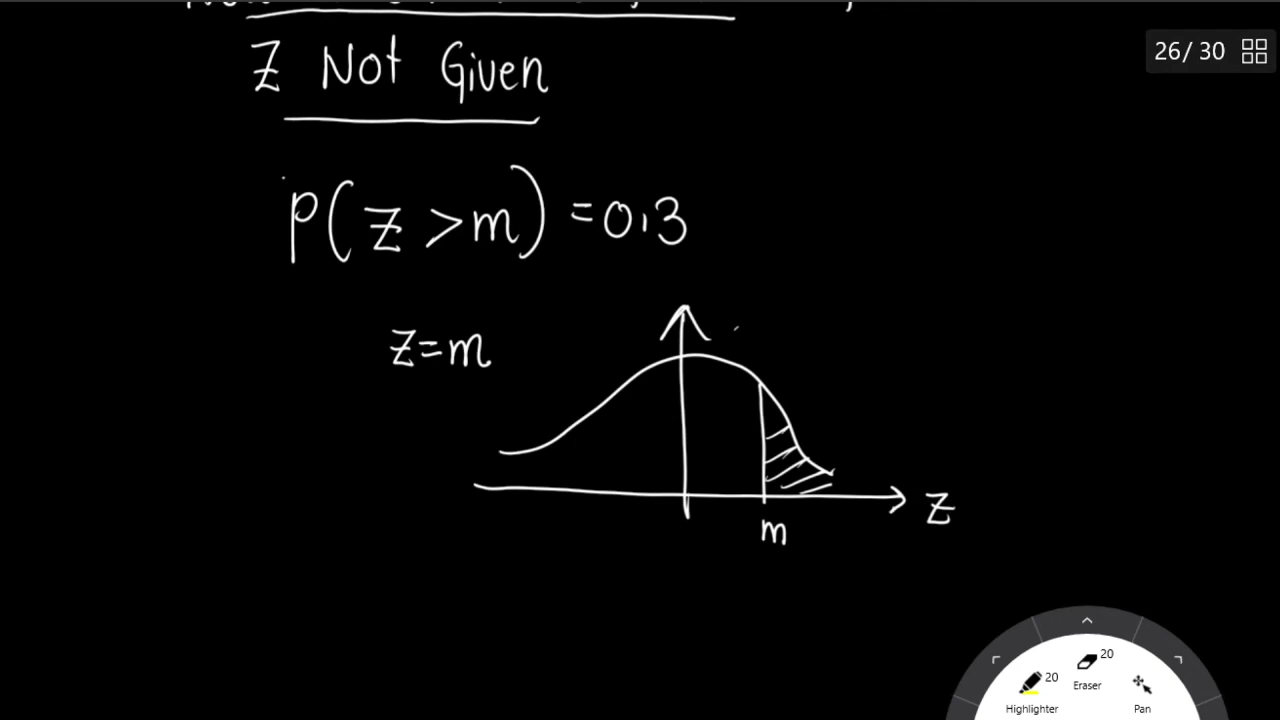 26/ 30
Z Not Given
P(Z>m)=0.3
Z=m
Z
m
20
Eraser
20
Highlighter
Pan